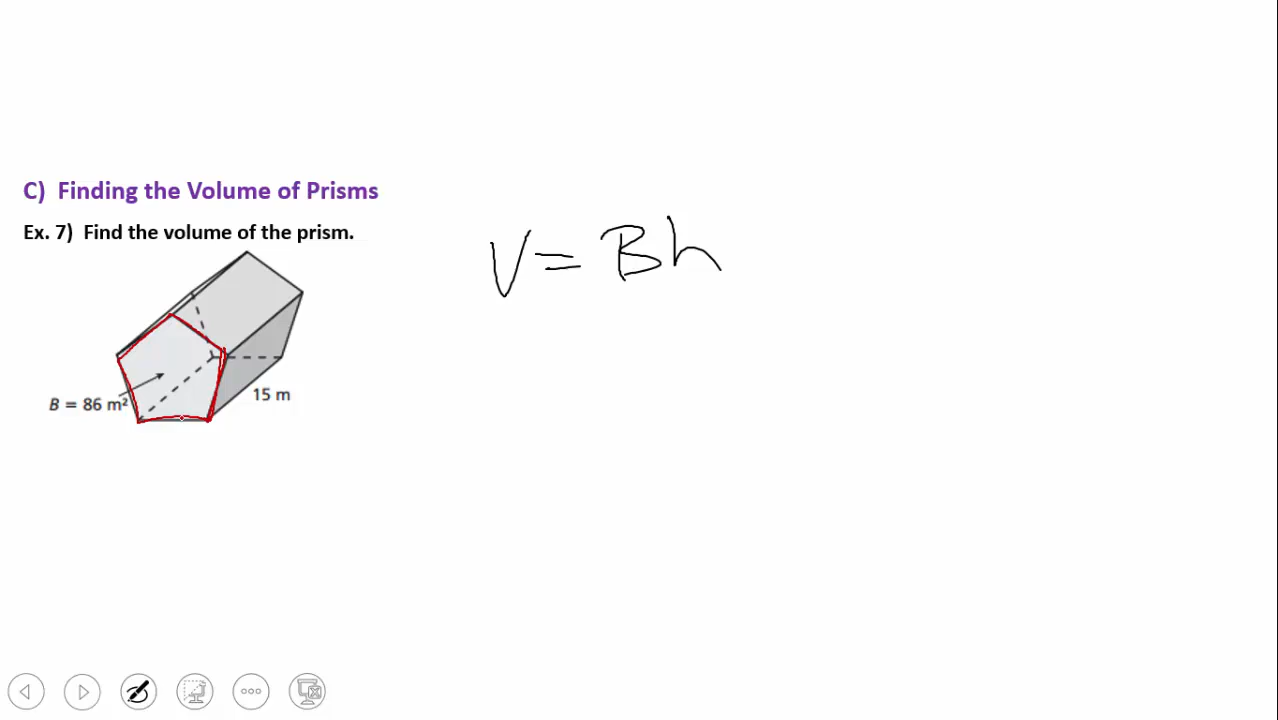 C) Finding the Volume of Prisms
Ex. 7) Find the volume of the prism.
V = Bh
B = 86 m²
15 m